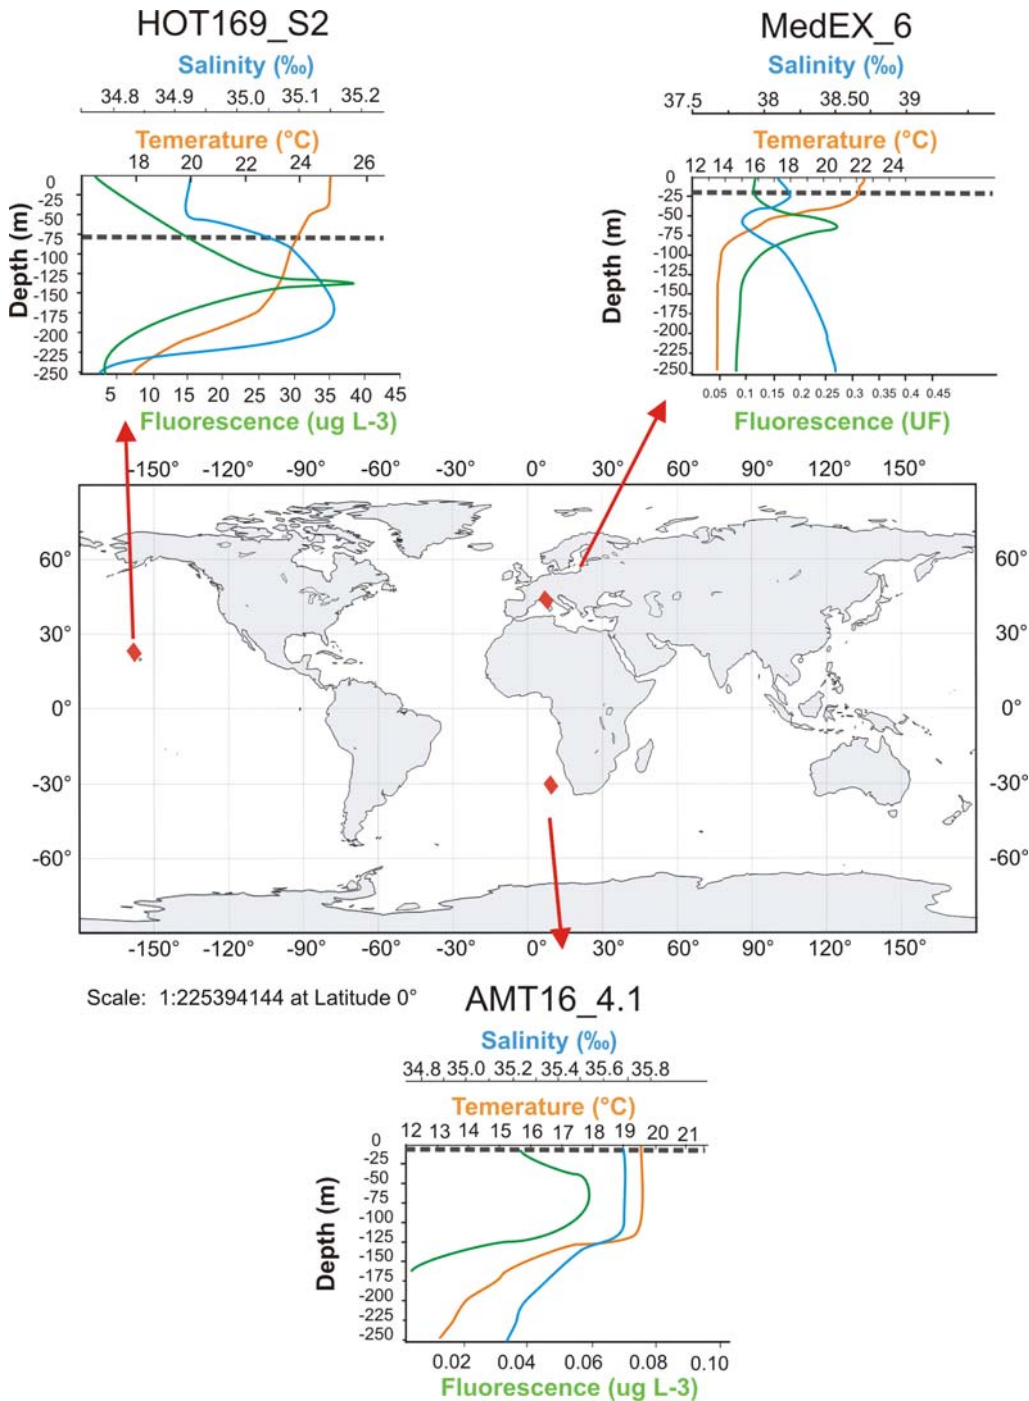 HOT169_S2
Salinity (‰)
34.8 34.9 35.0 35.1 35.2
Temerature (°C)
18 20 22 24 26
Depth (m)
0
-25
-50
-75
-100
-125
-150
-175
-200
-225
-250
5 10 15 20 25 30 35 40 45
Fluorescence (ug L-3)
MedEX_6
Salinity (‰)
37.5 38 38.50 39
Temerature (°C)
12 14 16 18 20 22 24
Depth (m)
0
-25
-50
-75
-100
-125
-150
-175
-200
-225
-250
0.05 0.1 0.15 0.2 0.25 0.3 0.35 0.4 0.45
Fluorescence (UF)
-150° -120° -90° -60° -30° 0° 30° 60° 90° 120° 150°
60° 60°
30° 30°
0° 0°
-30° -30°
-60° -60°
-150° -120° -90° -60° -30° 0° 30° 60° 90° 120° 150°
Scale: 1:225394144 at Latitude 0°
AMT16_4.1
Salinity (‰)
34.8 35.0 35.2 35.4 35.6 35.8
Temerature (°C)
12 13 14 15 16 17 18 19 20 21
Depth (m)
0
-25
-50
-75
-100
-125
-150
-175
-200
-225
-250
0.02 0.04 0.06 0.08 0.10
Fluorescence (ug L-3)